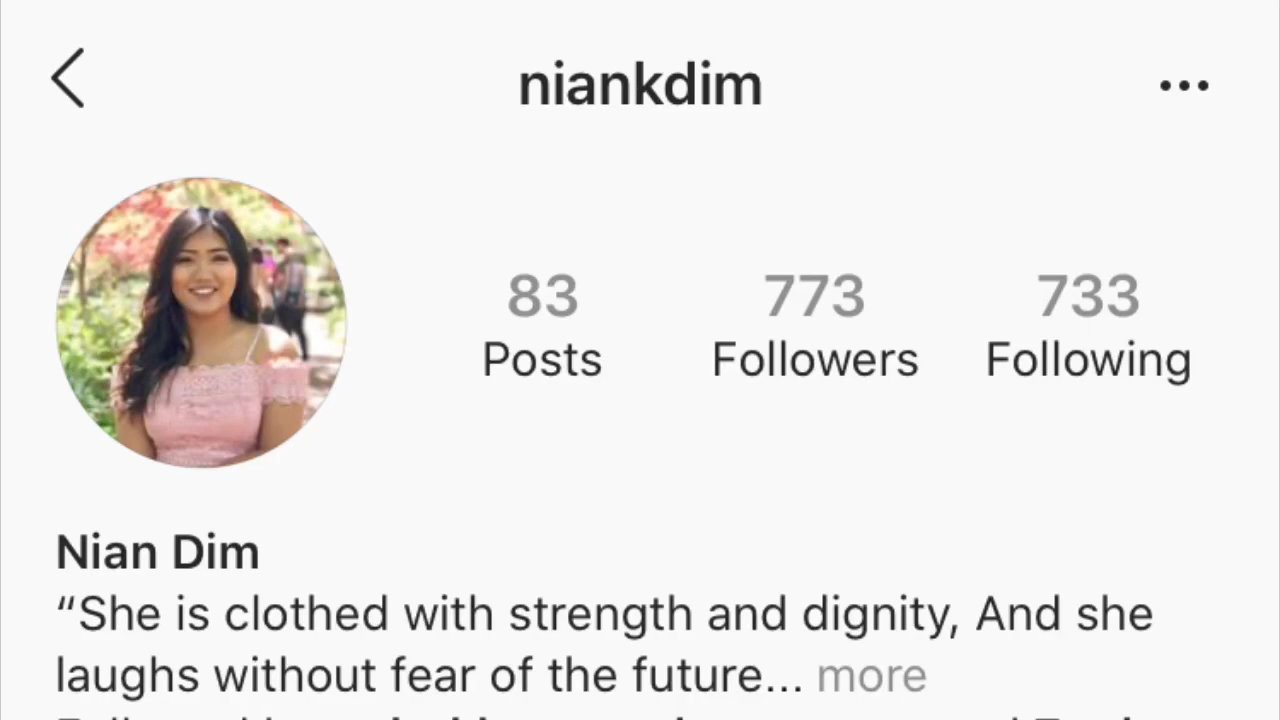 niankdim
83 773 733
Posts Followers Following
Nian Dim
“She is clothed with strength and dignity, And she
laughs without fear of the future... more